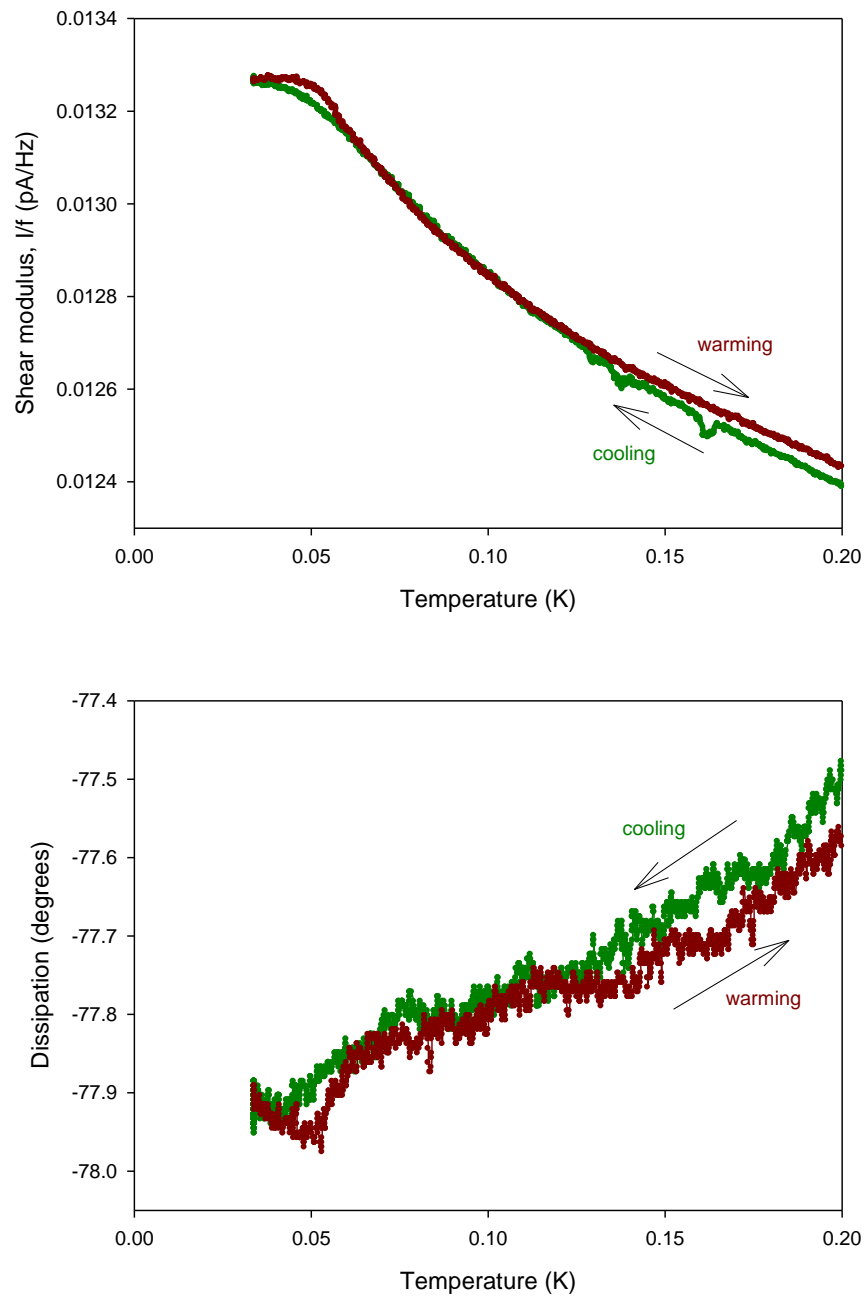 0.0134
0.0132
0.0130
0.0128
0.0126
0.0124
Shear modulus, I/f (pA/Hz)
warming
cooling
0.00 0.05 0.10 0.15 0.20
Temperature (K)
-77.4
-77.5
-77.6
-77.7
-77.8
-77.9
-78.0
Dissipation (degrees)
cooling
warming
0.00 0.05 0.10 0.15 0.20
Temperature (K)